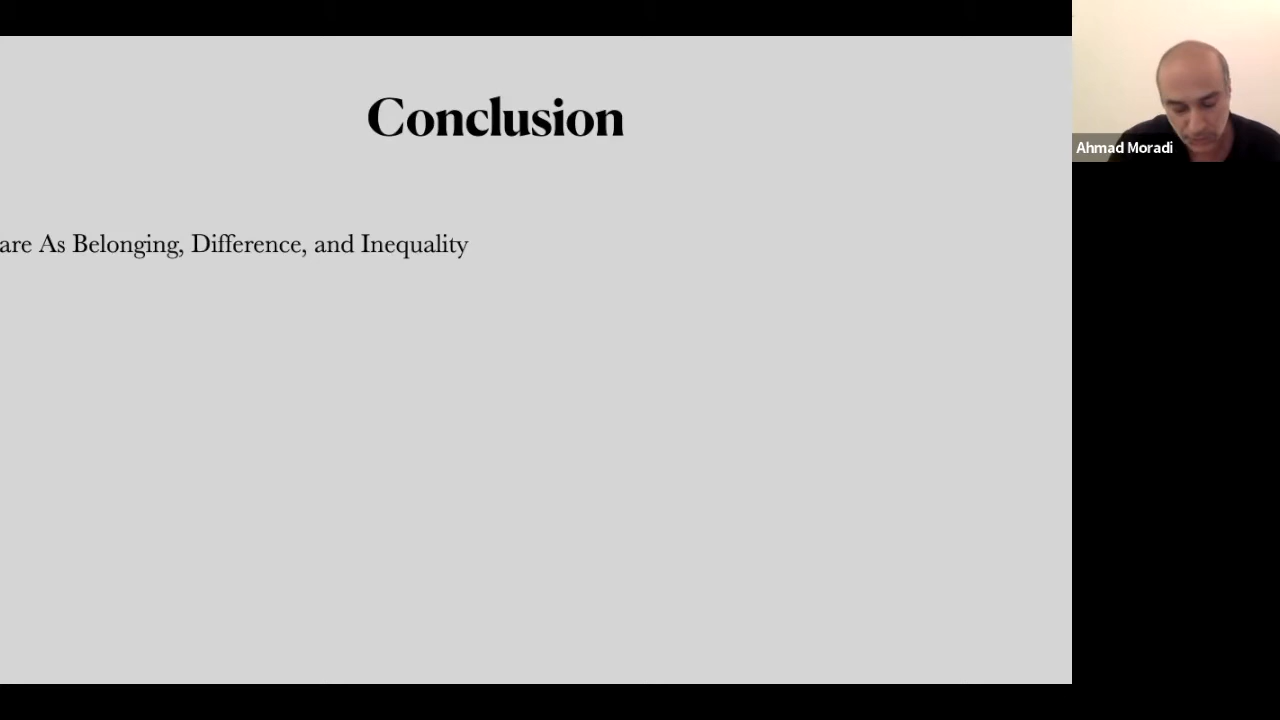 Conclusion
Ahmad Moradi
are As Belonging, Difference, and Inequality